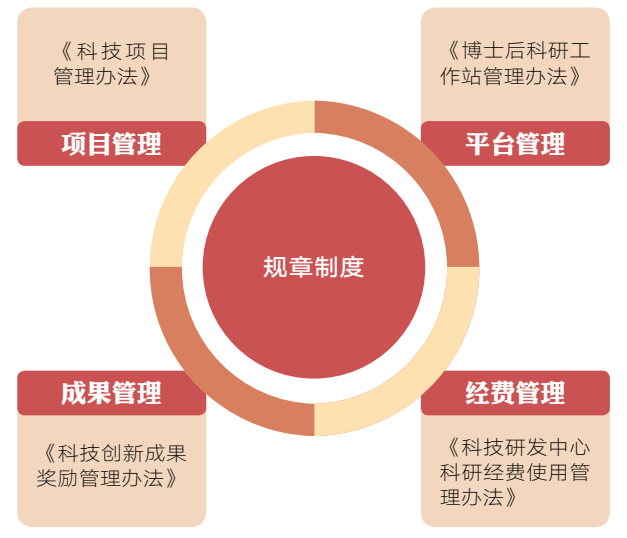 《科技项目
管理办法》
项目管理
《博士后科研工
作站管理办法》
平台管理
规章制度
成果管理
《科技创新成果
奖励管理办法》
经费管理
《科技研发中心
科研经费使用管
理办法》